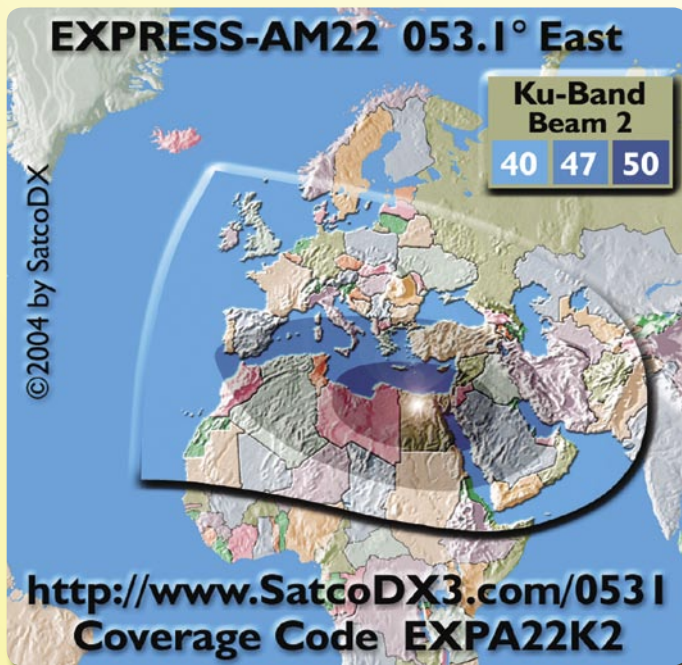 EXPRESS-AM22 053.1° East
Ku-Band
Beam 2
40 47 50
©2004 by SatcoDX
http://www.SatcoDX3.com/0531
Coverage Code EXPA22K2